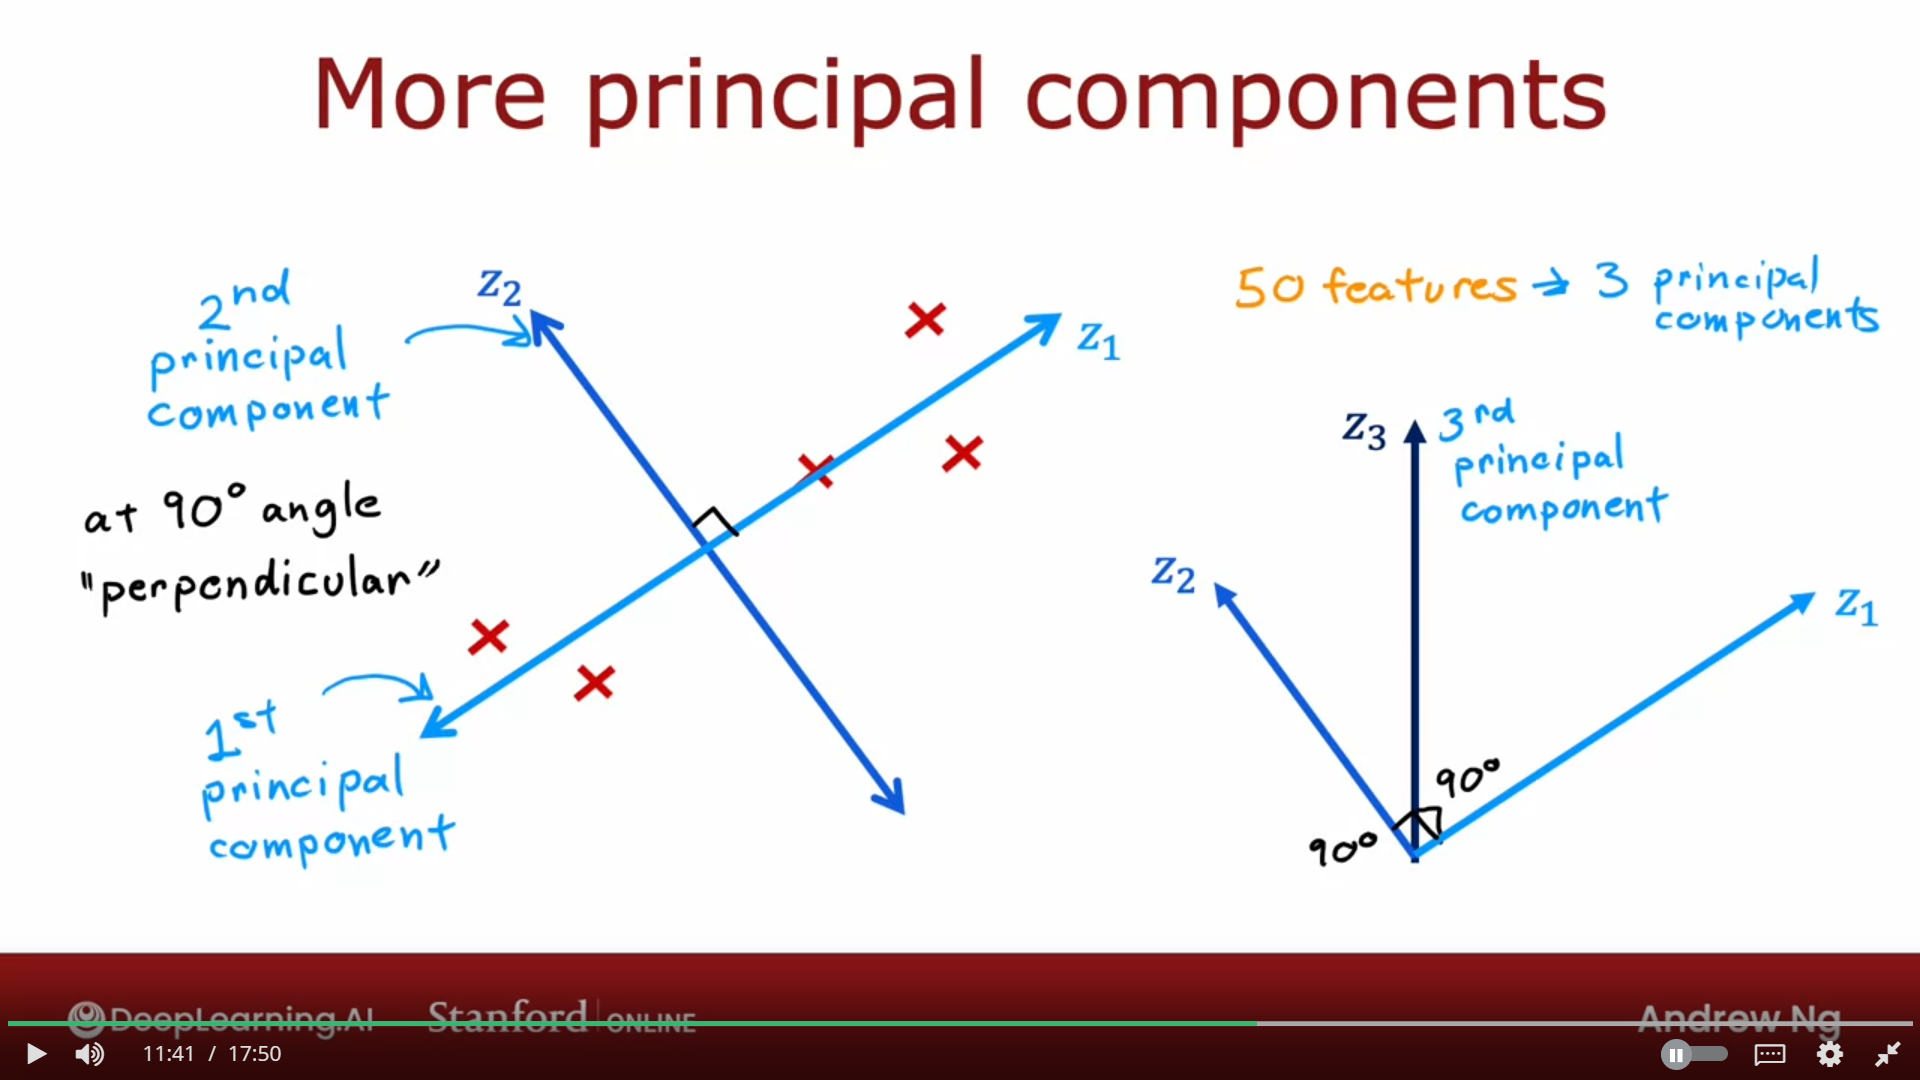 More principal components
2nd
principal
component
z2
z1
50 features → 3 principal
components
z3
3rd
principal
component
at 90° angle
"perpendicular"
z2
z1
1st
principal
component
90°
90°
DeepLearning.AI
Stanford | ONLINE
Andrew Ng
11:41 / 17:50